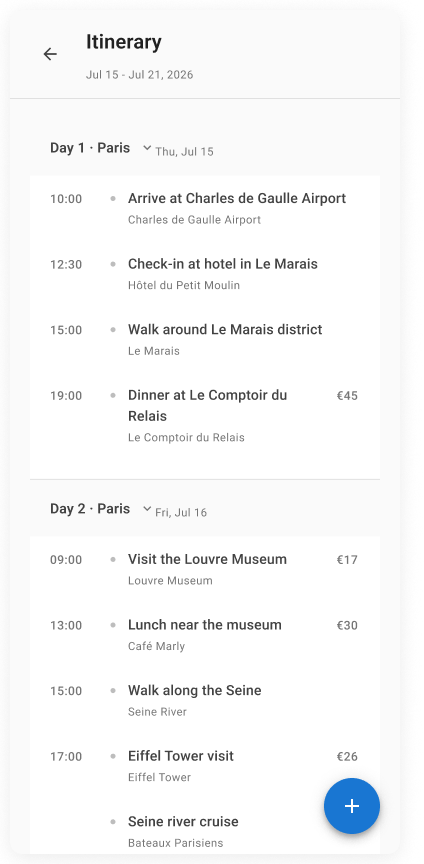 Itinerary
Jul 15 - Jul 21, 2026
Day 1 · Paris Thu, Jul 15
10:00 Arrive at Charles de Gaulle Airport
Charles de Gaulle Airport
12:30 Check-in at hotel in Le Marais
Hôtel du Petit Moulin
15:00 Walk around Le Marais district
Le Marais
19:00 Dinner at Le Comptoir du €45
Relais
Le Comptoir du Relais
Day 2 · Paris Fri, Jul 16
09:00 Visit the Louvre Museum €17
Louvre Museum
13:00 Lunch near the museum €30
Café Marly
15:00 Walk along the Seine
Seine River
17:00 Eiffel Tower visit €26
Eiffel Tower
Seine river cruise
Bateaux Parisiens